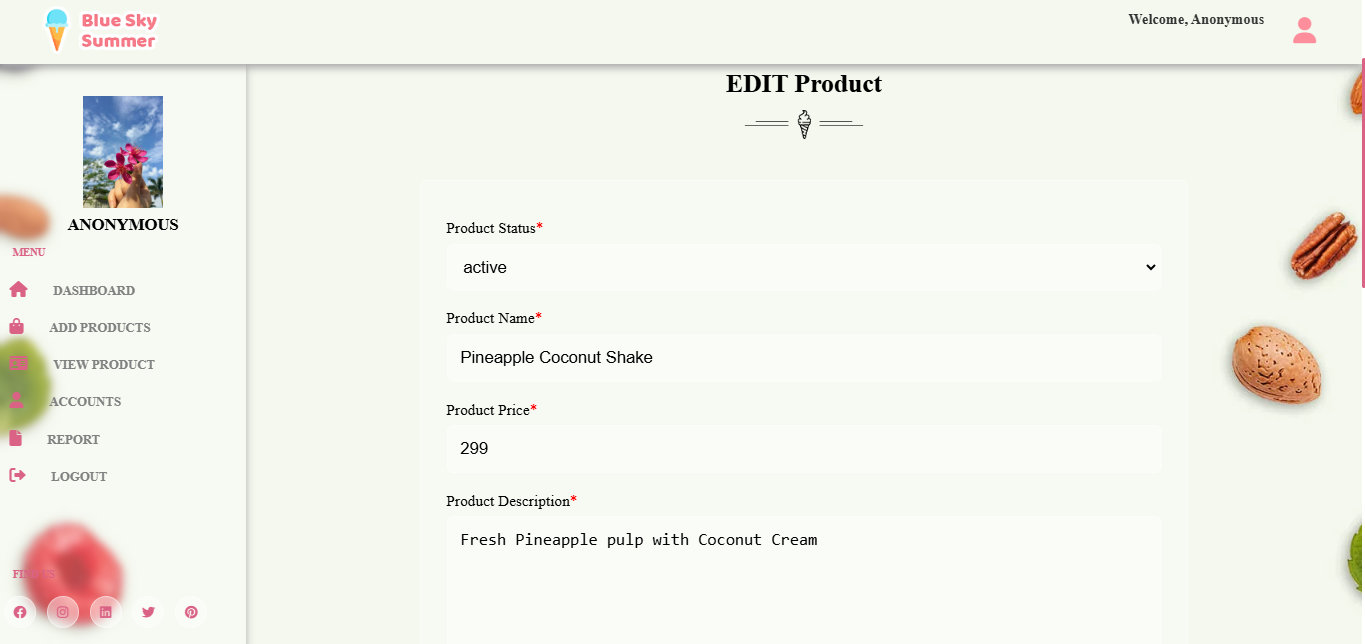 Blue Sky
Summer
Welcome, Anonymous
ANONYMOUS
MENU
DASHBOARD
ADD PRODUCTS
VIEW PRODUCT
ACCOUNTS
REPORT
LOGOUT
EDIT Product
Product Status*
active
Product Name*
Pineapple Coconut Shake
Product Price*
299
Product Description*
Fresh Pineapple pulp with Coconut Cream